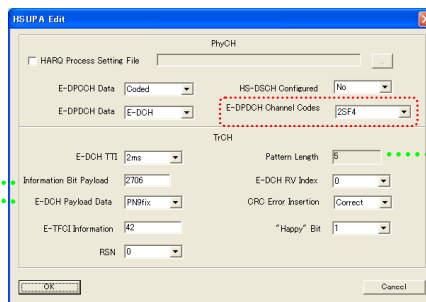 HSUPA Edit
PhyCH
HARQ Process Setting File
...
E-DPCCH Data Coded HS-DSCH Configured No
E-DPDCH Data E-DCH E-DPDCH Channel Codes 2SF4
TrCH
E-DCH TTI 2ms Pattern Length 5
Information Bit Payload 2706 E-DCH RV Index 0
E-DCH Payload Data PN9fix CRC Error Insertion Correct
E-TFCI Information 42 "Happy" Bit 1
RSN 0
OK Cancel